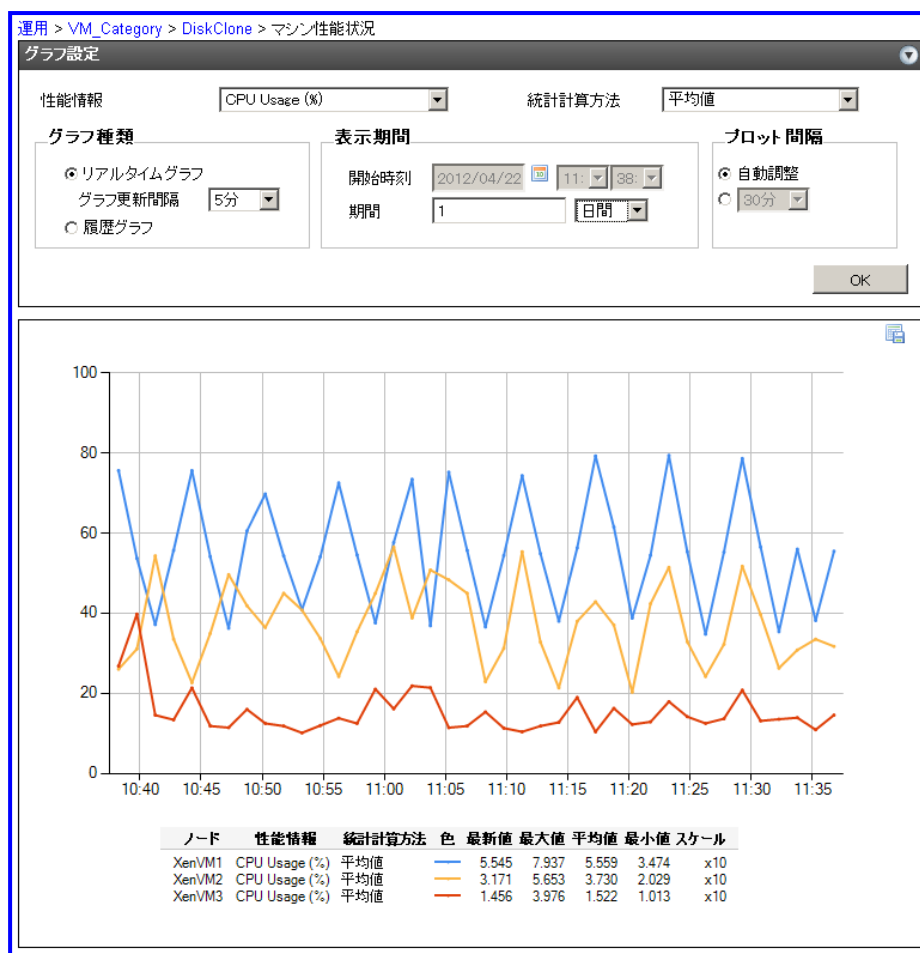 運用 > VM_Category > DiskClone > マシン性能状況
グラフ設定
性能情報 CPU Usage (%) 統計計算方法 平均値
グラフ種類 表示期間 プロット間隔
リアルタイムグラフ 開始時刻 2012/04/22 11: 38: 自動調整
グラフ更新間隔 5分 期間 1 日間 30分
履歴グラフ
OK
100
80
60
40
20
0
10:40 10:45 10:50 10:55 11:00 11:05 11:10 11:15 11:20 11:25 11:30 11:35
ノード 性能情報 統計計算方法 色 最新値 最大値 平均値 最小値 スケール
XenVM1 CPU Usage (%) 平均値 5.545 7.937 5.559 3.474 x10
XenVM2 CPU Usage (%) 平均値 3.171 5.653 3.730 2.029 x10
XenVM3 CPU Usage (%) 平均値 1.456 3.976 1.522 1.013 x10